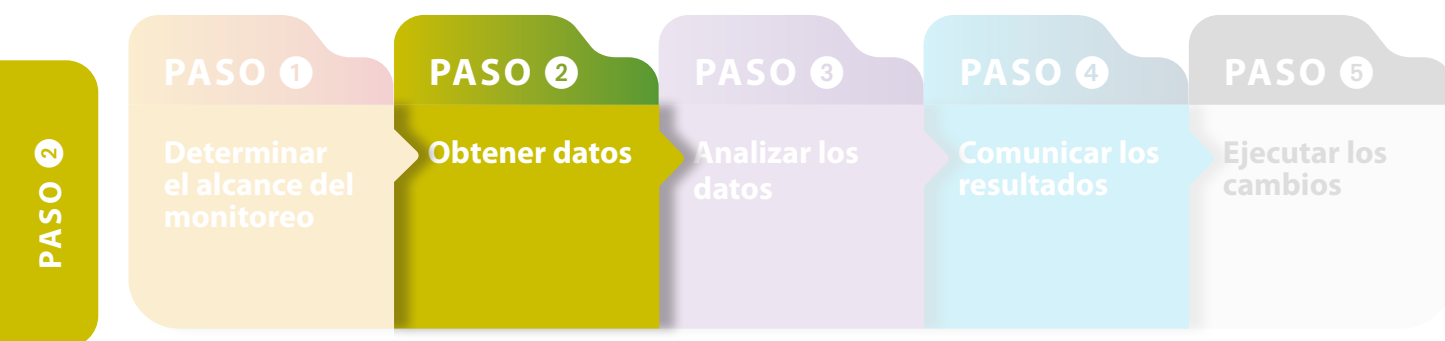 PASO 2
PASO 1
Determinar
el alcance del
monitoreo
PASO 2
Obtener datos
PASO 3
Analizar los
datos
PASO 4
Comunicar los
resultados
PASO 5
Ejecutar los
cambios